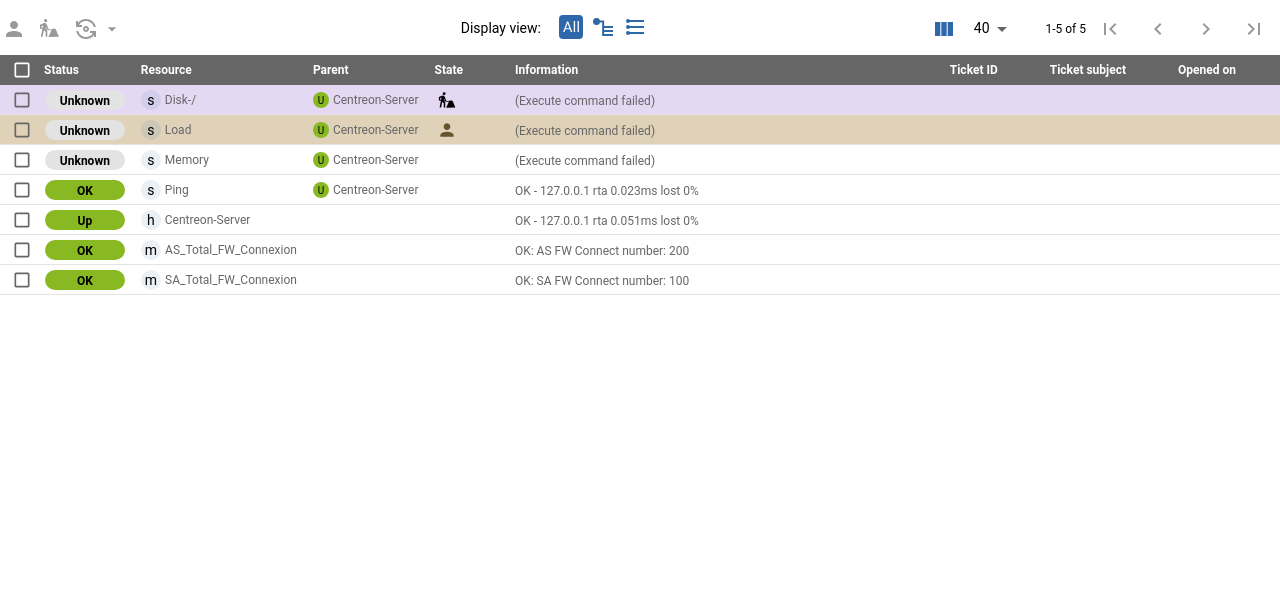 Display view: All 40 1-5 of 5
Status Resource Parent State Information Ticket ID Ticket subject Opened on
Unknown s Disk-/ U Centreon-Server (Execute command failed)
Unknown s Load U Centreon-Server (Execute command failed)
Unknown s Memory U Centreon-Server (Execute command failed)
OK s Ping U Centreon-Server OK - 127.0.0.1 rta 0.023ms lost 0%
Up h Centreon-Server OK - 127.0.0.1 rta 0.051ms lost 0%
OK m AS_Total_FW_Connexion OK: AS FW Connect number: 200
OK m SA_Total_FW_Connexion OK: SA FW Connect number: 100